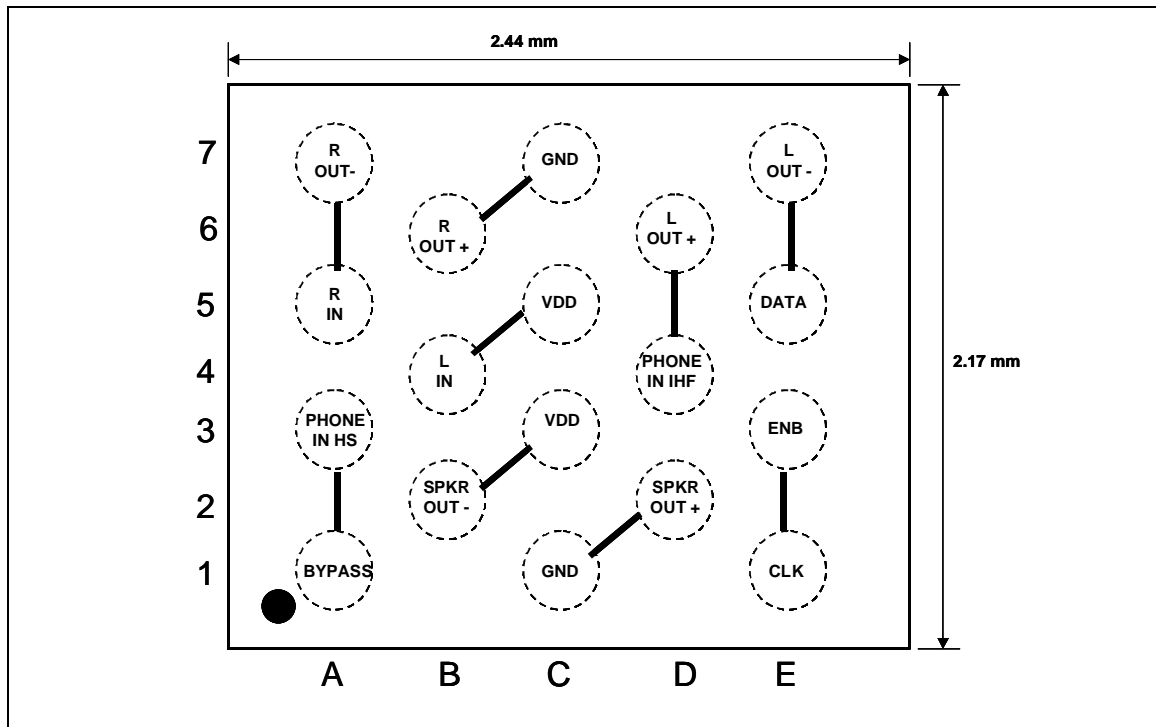 2.44 mm
7
R
OUT-
GND
L
OUT -
6
R
OUT +
L
OUT +
2.17 mm
5
R
IN
VDD
DATA
4
L
IN
PHONE
IN IHF
3
PHONE
IN HS
VDD
ENB
2
SPKR
OUT -
SPKR
OUT +
1
BYPASS
GND
CLK
A B C D E